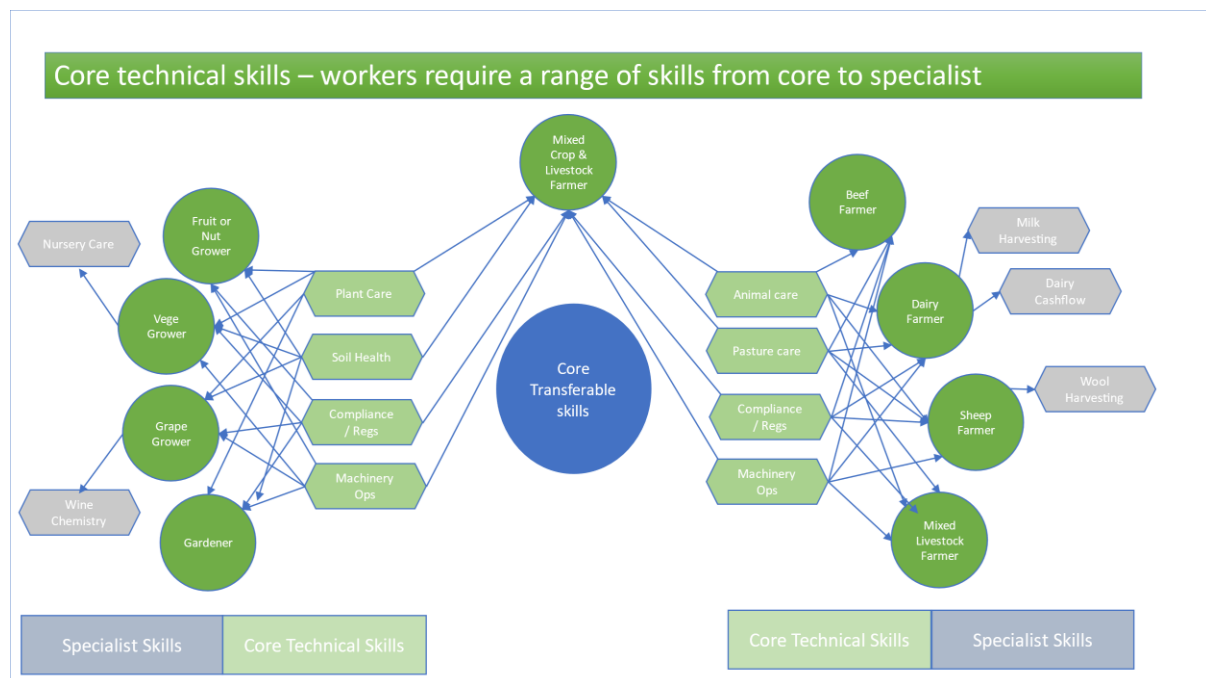 Core technical skills – workers require a range of skills from core to specialist
Mixed
Crop &
Livestock
Farmer
Fruit or
Nut
Grower
Nursery Care
Vege
Grower
Grape
Grower
Wine
Chemistry
Gardener
Plant Care
Soil Health
Compliance
/ Regs
Machinery
Ops
Core
Transferable
skills
Animal care
Pasture care
Compliance
/ Regs
Machinery
Ops
Beef
Farmer
Dairy
Farmer
Sheep
Farmer
Mixed
Livestock
Farmer
Milk
Harvesting
Dairy
Cashflow
Wool
Harvesting
Specialist Skills
Core Technical Skills
Core Technical Skills
Specialist Skills